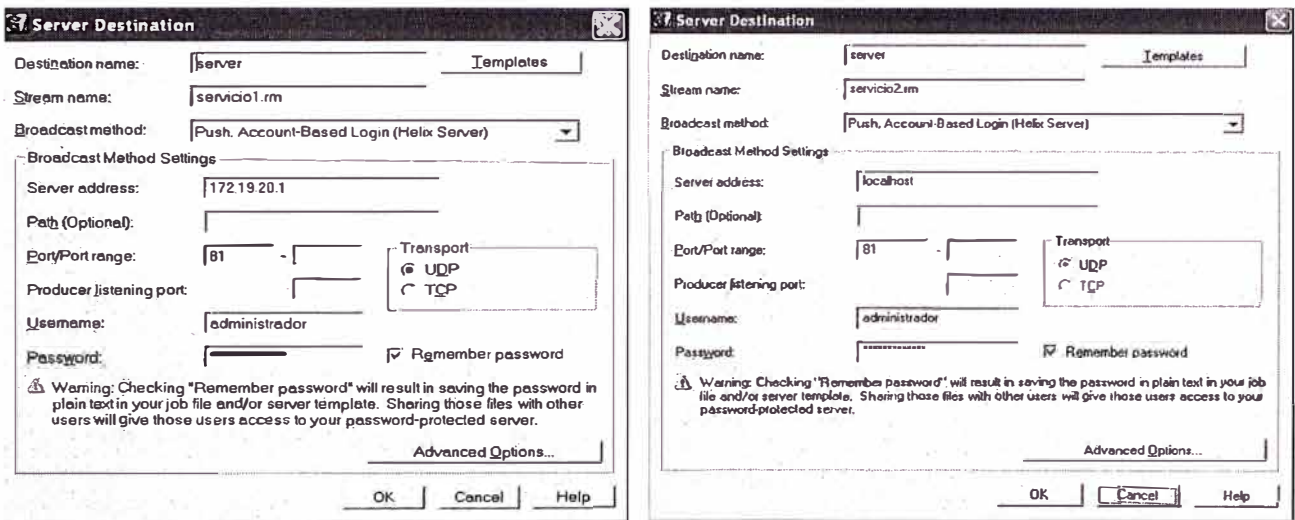 Server Destination
Destination name: server Templates
Stream name: servicio1.rm
Broadcast method: Push, Account-Based Login (Helix Server)
Broadcast Method Settings
Server address: 172.19.20.1
Path (Optional):
Port/Port range: 81 -
Transport
UDP
TCP
Producer listening port:
Username: administrador
Password: Remember password
Warning: Checking "Remember password" will result in saving the password in
plain text in your job file and/or server template. Sharing those files with other
users will give those users access to your password-protected server.
Advanced Options...
OK Cancel Help
Server Destination
Destination name: server Templates
Stream name: servicio2.rm
Broadcast method: Push, Account-Based Login (Helix Server)
Broadcast Method Settings
Server address: localhost
Path (Optional):
Port/Port range: 81 -
Transport
UDP
TCP
Producer listening port:
Username: administrador
Password: ************ Remember password
Warning: Checking "Remember password" will result in saving the password in plain text in your job
file and/or server template. Sharing those files with other users will give those users access to your
password-protected server.
Advanced Options...
OK Cancel Help